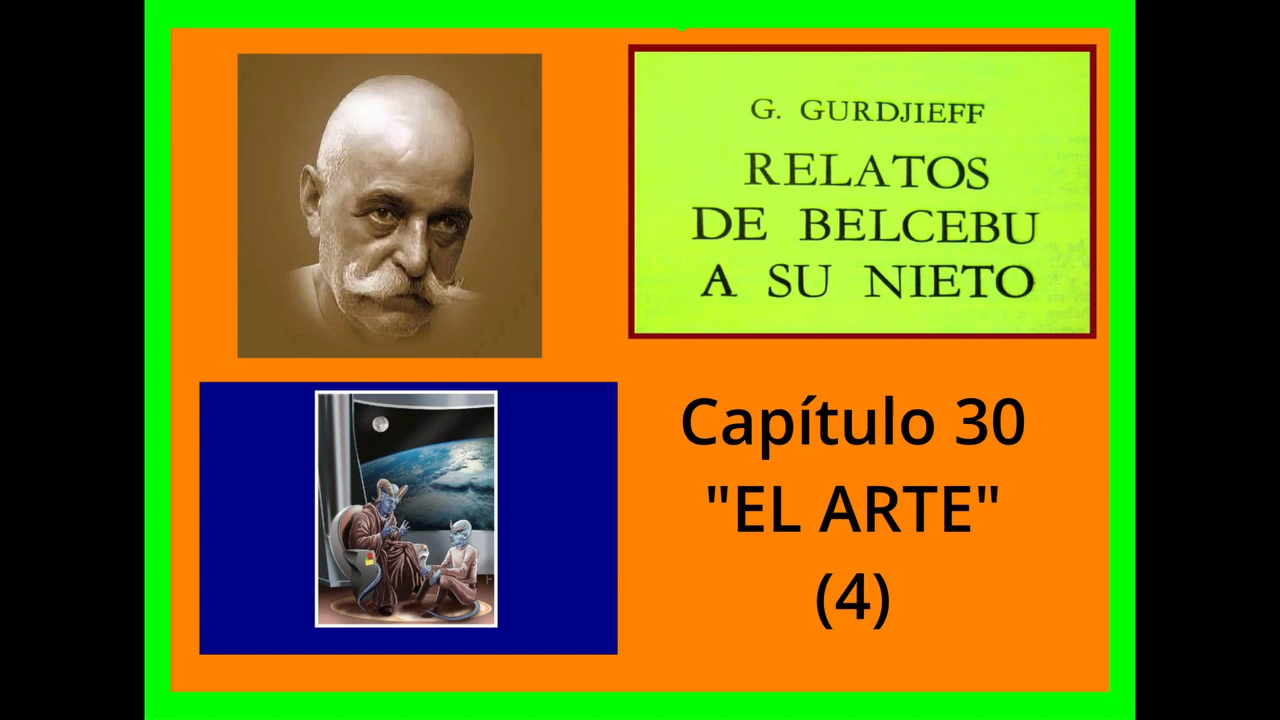 G. GURDJIEFF
RELATOS
DE BELCEBU
A SU NIETO
Capítulo 30
"EL ARTE"
(4)